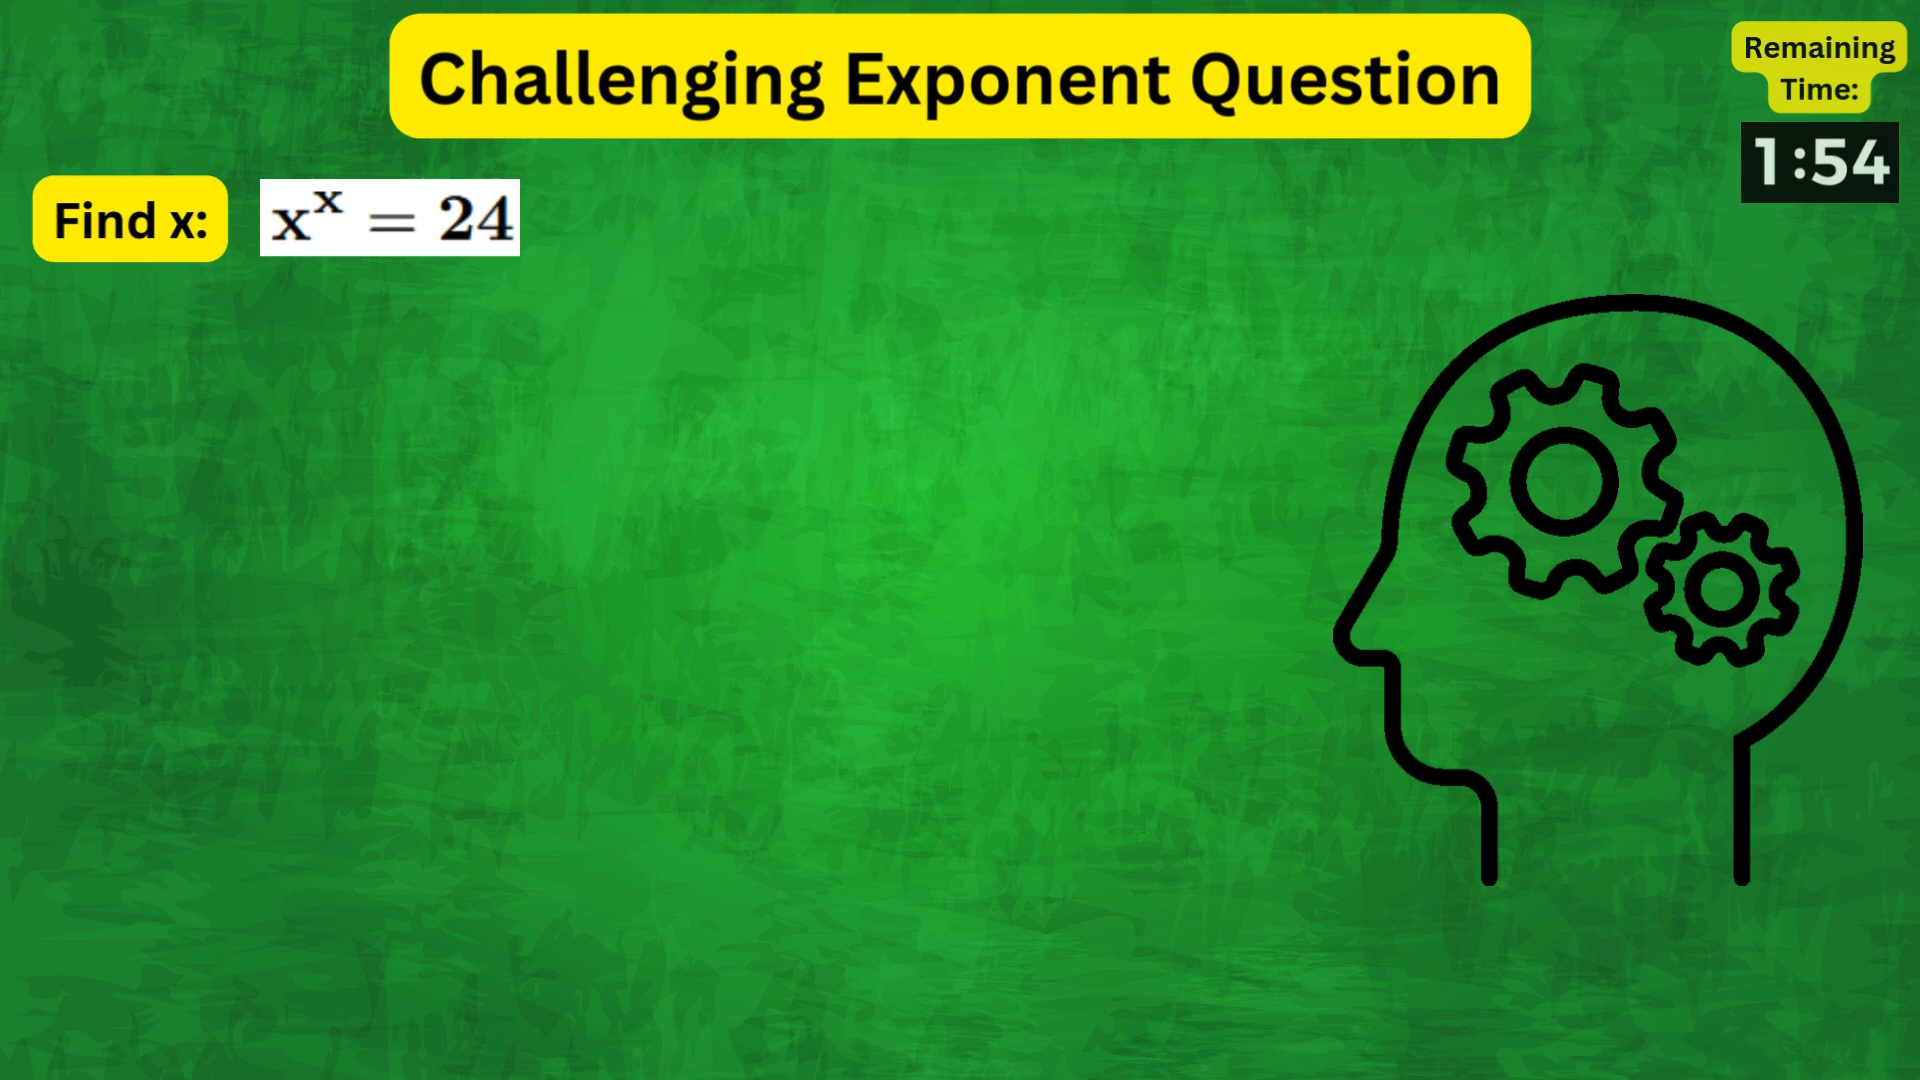 Challenging Exponent Question
Remaining
Time:
1:54
Find x: x^x = 24